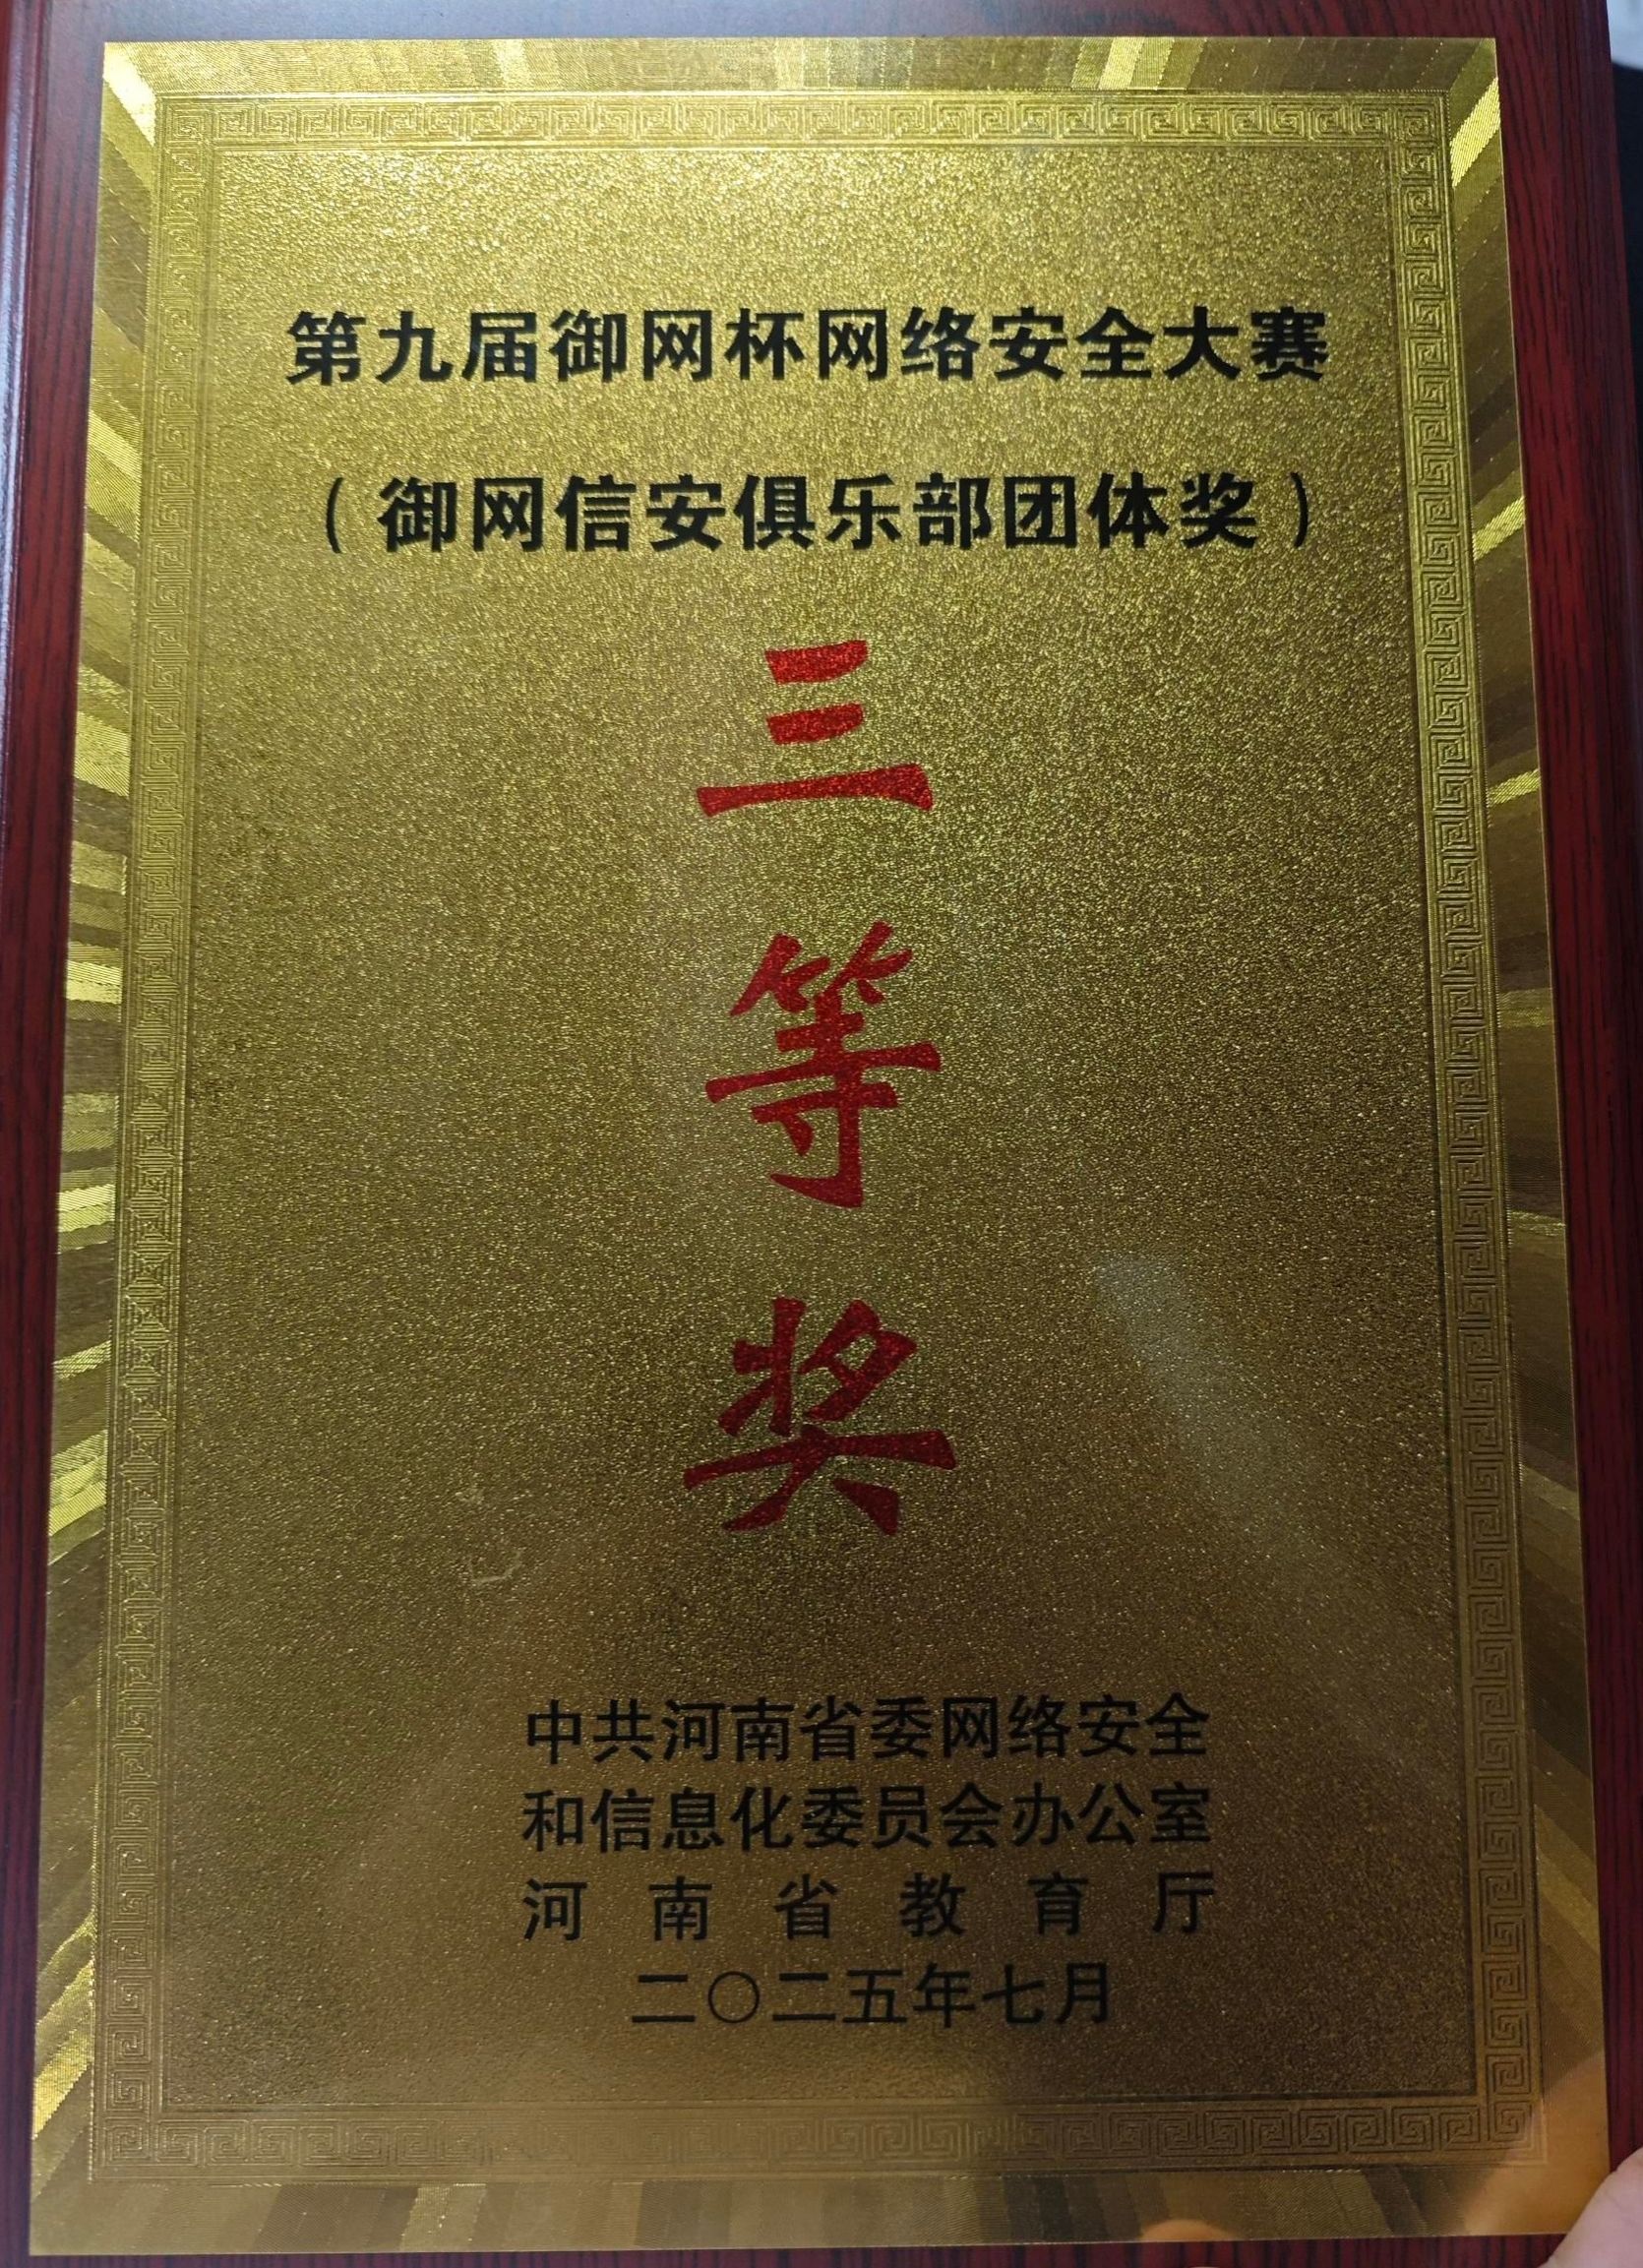 第九届御网杯网络安全大赛
（御网信安俱乐部团体奖）
三
等
奖
中共河南省委网络安全
和信息化委员会办公室
河南省教育厅
二〇二五年七月